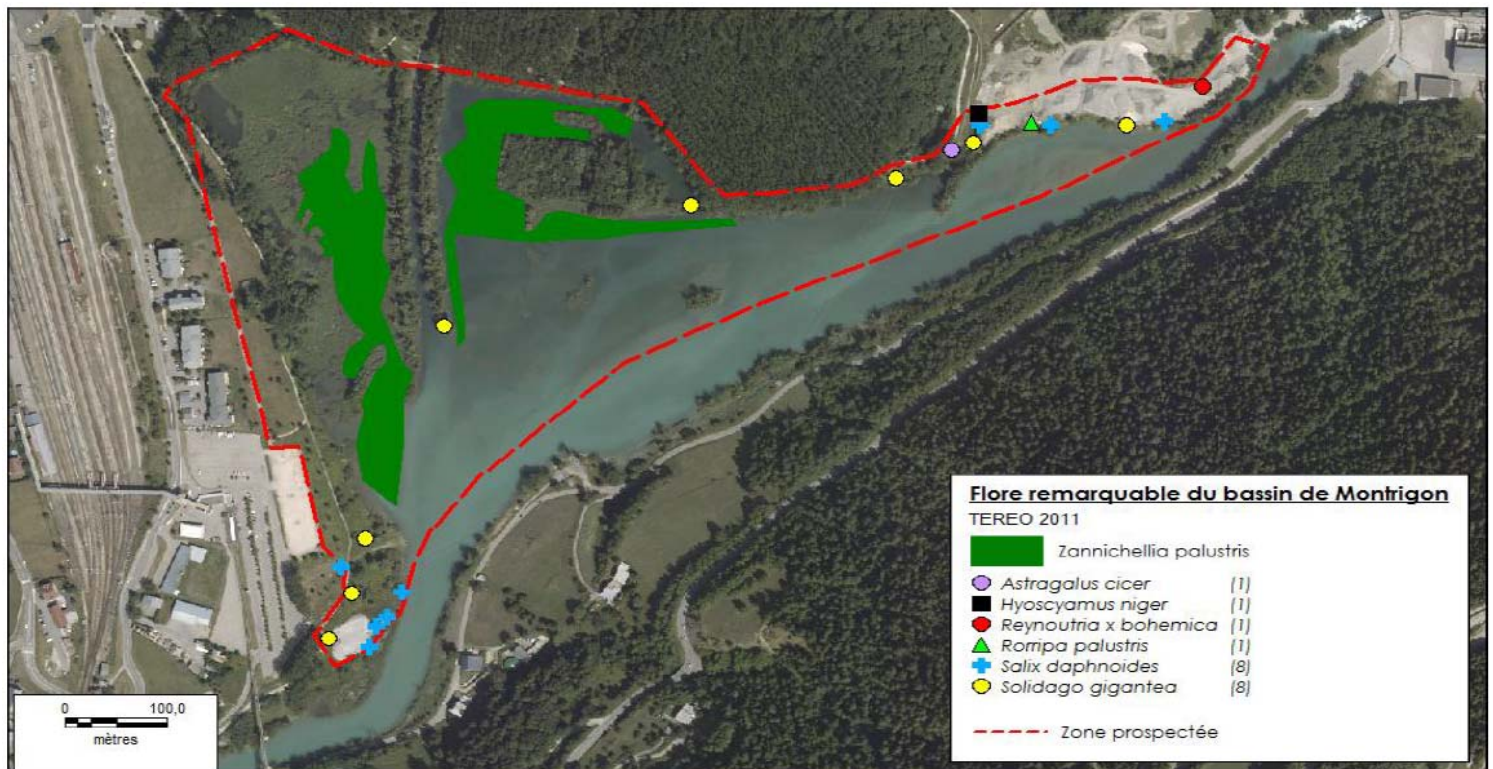 Flore remarquable du bassin de Montrigon
TEREO 2011
Zannichellia palustris
Astragalus cicer (1)
Hyoscyamus niger (1)
Reynoutria x bohemica (1)
Rorripa palustris (1)
Salix daphnoides (8)
Solidago gigantea (8)
Zone prospectée
0 100,0
mètres